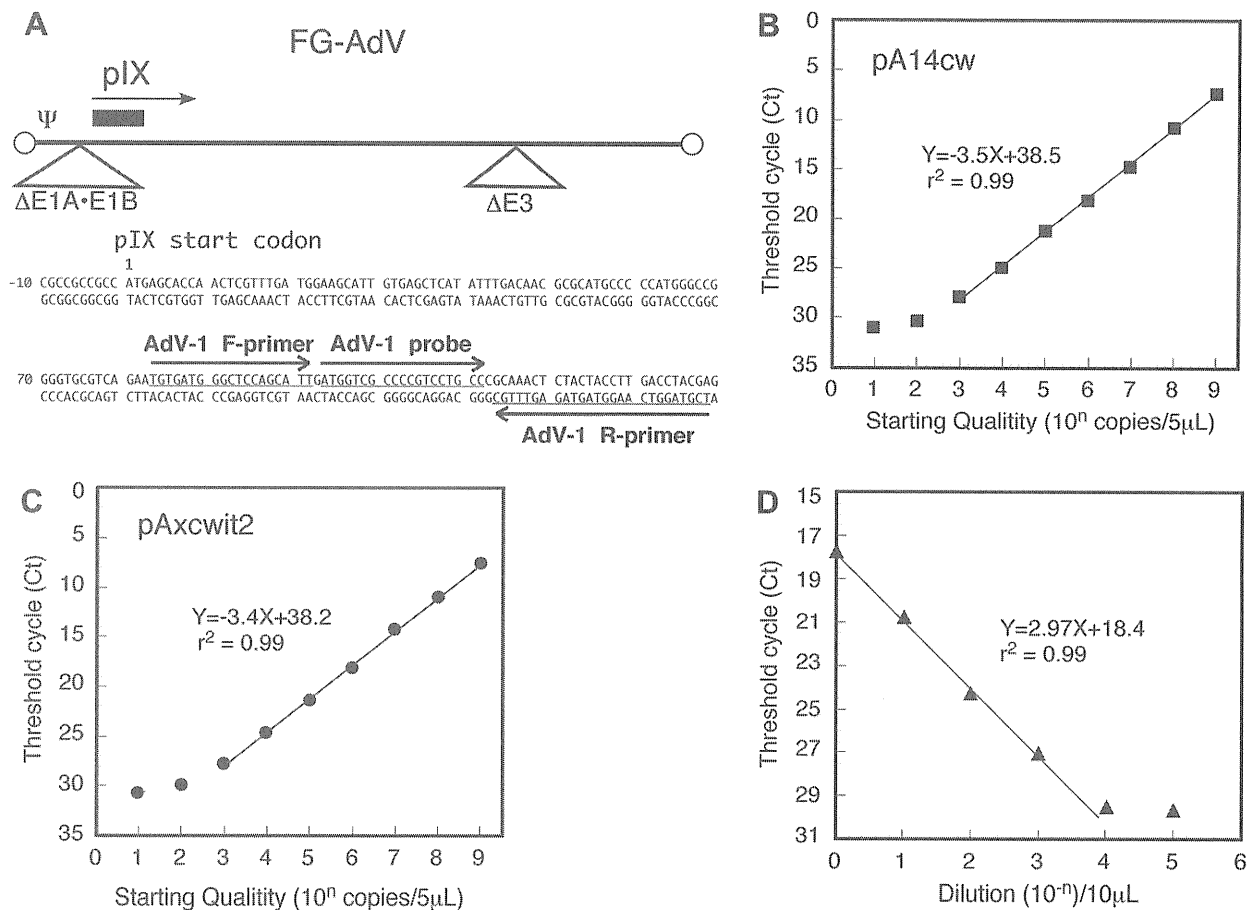 A
FG-AdV
pIX
Ψ
ΔE1A•E1B
ΔE3
pIX start codon
1
-10 CGCCGCCGCC ATGAGCACCA ACTCGTTTGA TGGAAGCATT GTGAGCTCAT ATTTGACAAC GCGCATGCCC CCATGGGCCG
GCGGCGGCGG TACTCGTGGT TGAGCAAACT ACCTTCGTAA CACTCGAGTA TAAACTGTTG CGCGTACGGG GGTACCCGGC
AdV-1 F-primer AdV-1 probe
70 GGGTGCGTCA GAATGTGATG GGCTCCAGCA TTGATGGTCG CCCCGTCCTG CCCGCAAACT CTACTACCTT GACCTACGAG
CCCACGCAGT CTTACACTAC CCGAGGTCGT AACTACCAGC GGGGCAGGAC GGGCGTTTGA GATGATGGAA CTGGATGCTA
AdV-1 R-primer
B
pA14cw
Y=-3.5X+38.5
r² = 0.99
Threshold cycle (Ct)
0
5
10
15
20
25
30
35
0 1 2 3 4 5 6 7 8 9
Starting Qualitity (10ⁿ copies/5μL)
C
pAxcwit2
Y=-3.4X+38.2
r² = 0.99
Threshold cycle (Ct)
0
5
10
15
20
25
30
35
0 1 2 3 4 5 6 7 8 9
Starting Qualitity (10ⁿ copies/5μL)
D
Y=2.97X+18.4
r² = 0.99
Threshold cycle (Ct)
15
17
19
21
23
25
27
29
31
0 1 2 3 4 5 6
Dilution (10⁻ⁿ)/10μL